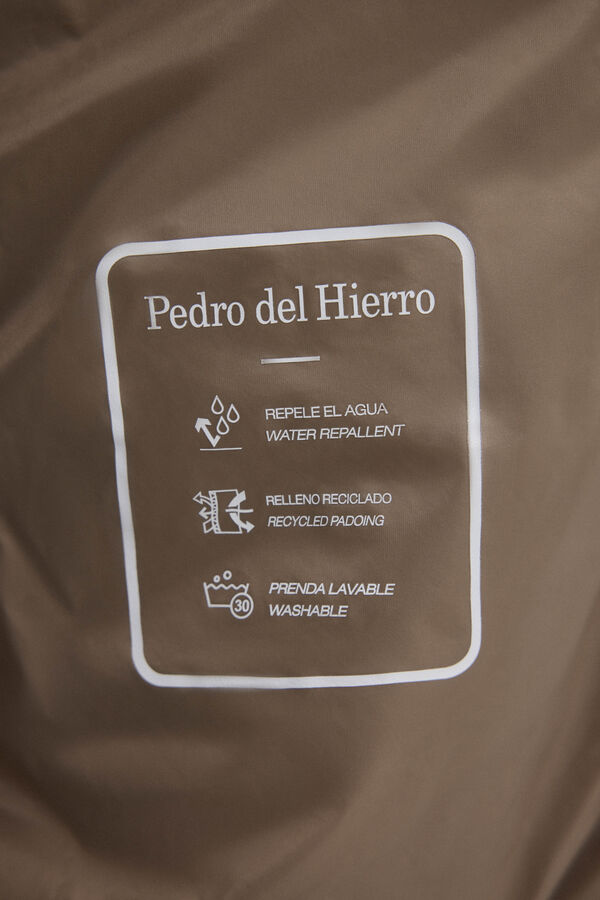 Pedro del Hierro
REPELE EL AGUA
WATER REPALLENT
RELLENO RECICLADO
RECYCLED PADOING
PRENDA LAVABLE
30
WASHABLE